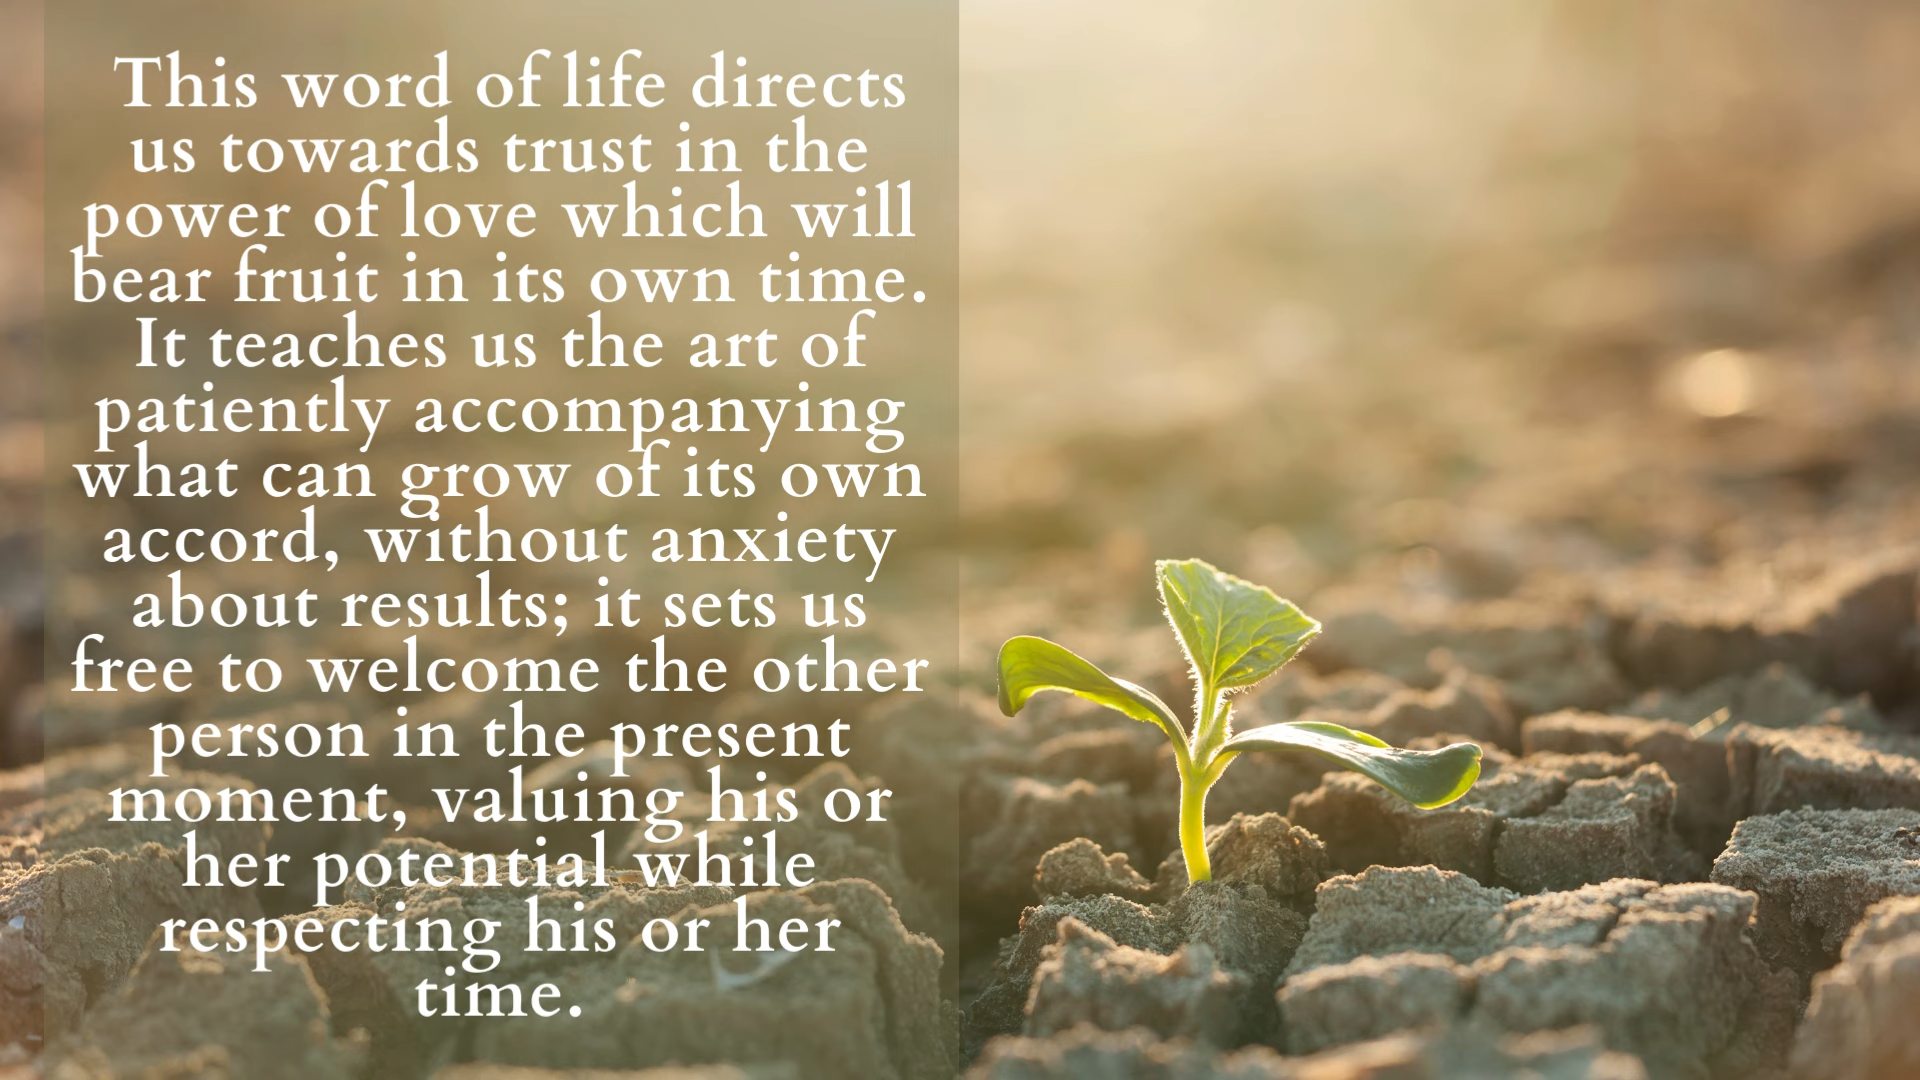 This word of life directs
us towards trust in the
power of love which will
bear fruit in its own time.
It teaches us the art of
patiently accompanying
what can grow of its own
accord, without anxiety
about results; it sets us
free to welcome the other
person in the present
moment, valuing his or
her potential while
respecting his or her
time.